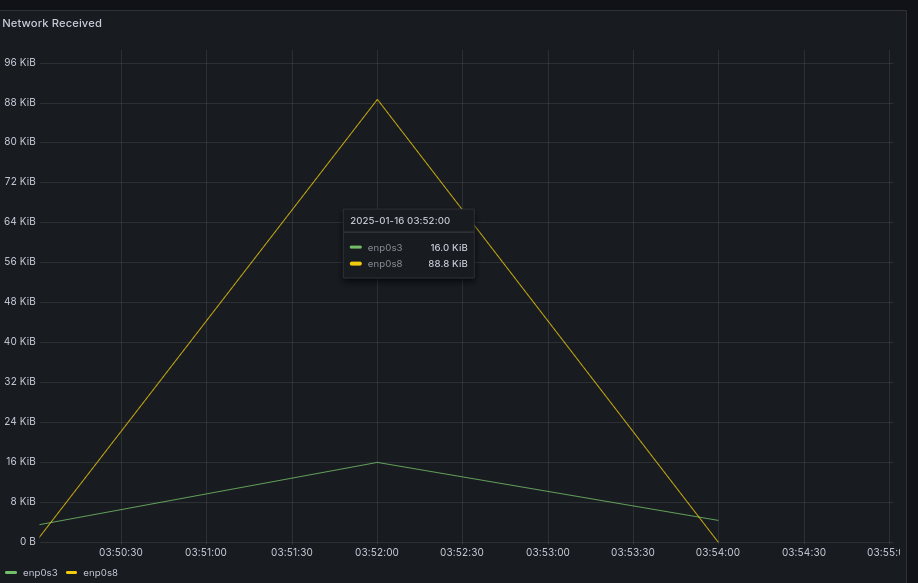 Network Received
96 KiB
88 KiB
80 KiB
72 KiB
64 KiB
56 KiB
48 KiB
40 KiB
32 KiB
24 KiB
16 KiB
8 KiB
0 B
2025-01-16 03:52:00
enp0s3 16.0 KiB
enp0s8 88.8 KiB
03:50:30 03:51:00 03:51:30 03:52:00 03:52:30 03:53:00 03:53:30 03:54:00 03:54:30 03:55:
enp0s3 enp0s8